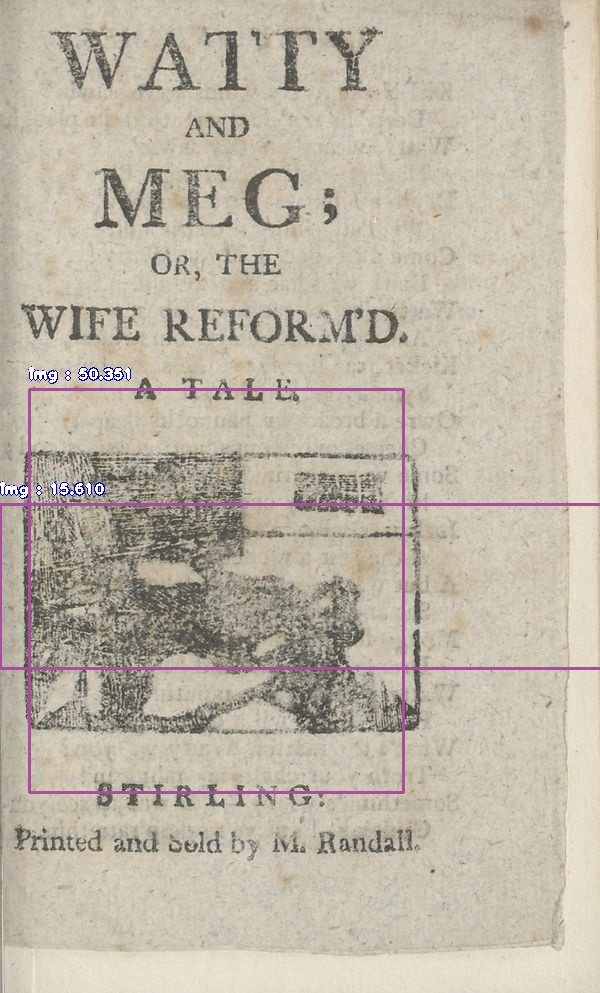 WATTY
AND
MEG;
OR, THE
WIFE REFORM'D.
img : 50.351
A TALE.
img : 15.610
STIRLING:
Printed and Sold by M. Randall.